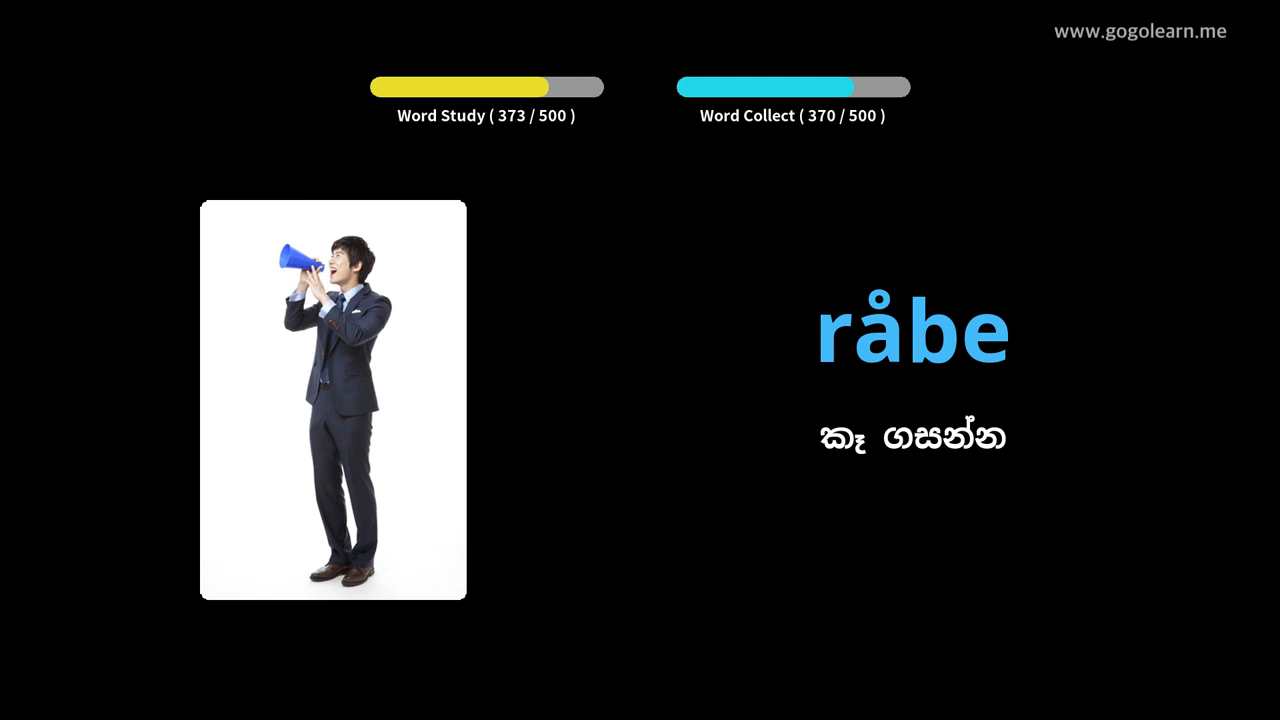 www.gogolearn.me
Word Study ( 373 / 500 )
Word Collect ( 370 / 500 )
råbe
කෑ ගසන්න